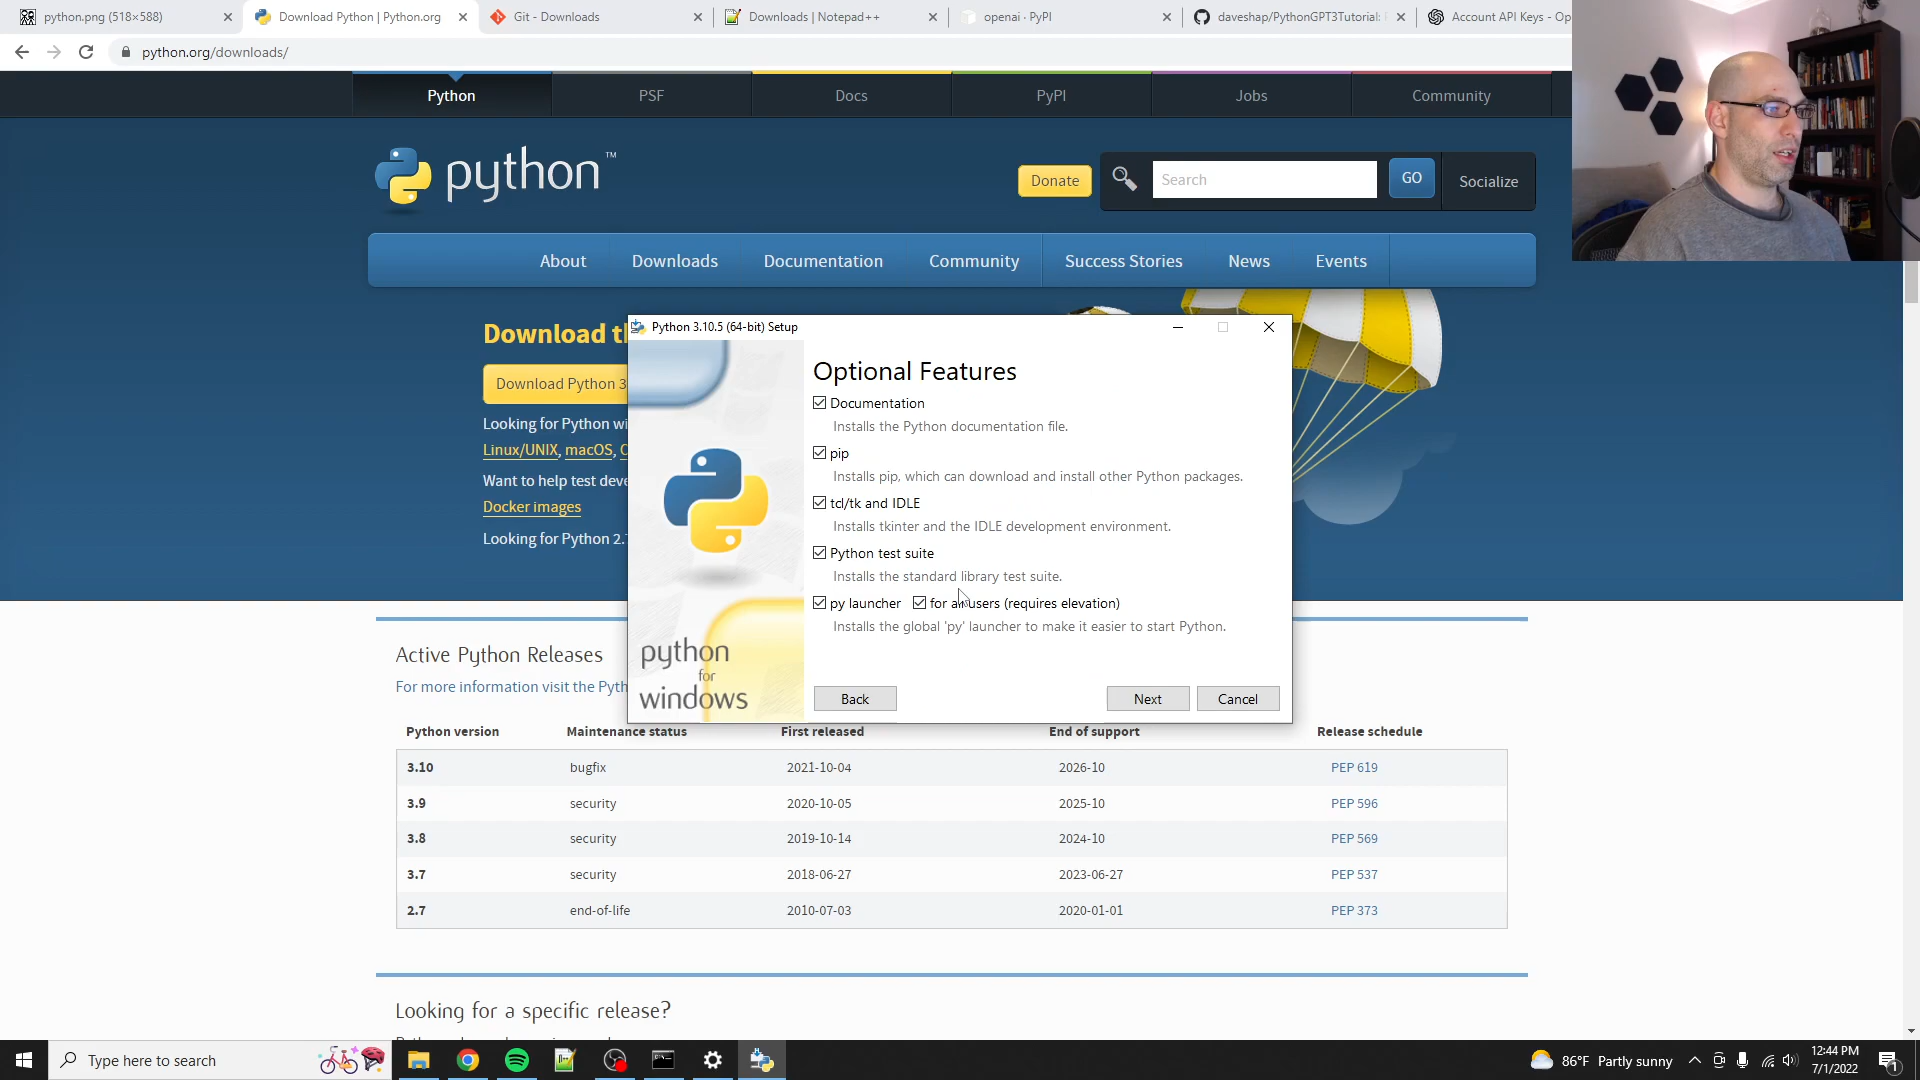 python.png (518×588)
Download Python | Python.org
Git - Downloads
Downloads | Notepad++
openai · PyPI
daveshap/PythonGPT3Tutorial:
Account API Keys - Op
python.org/downloads/
Python
PSF
Docs
PyPI
Jobs
Community
python™
Donate
Search
GO
Socialize
About
Downloads
Documentation
Community
Success Stories
News
Events
Download t
Download Python 3
Looking for Python wi
Linux/UNIX, macOS,
Want to help test deve
Docker images
Looking for Python 2.
Python 3.10.5 (64-bit) Setup
Optional Features
Documentation
Installs the Python documentation file.
pip
Installs pip, which can download and install other Python packages.
tcl/tk and IDLE
Installs tkinter and the IDLE development environment.
Python test suite
Installs the standard library test suite.
py launcher
for all users (requires elevation)
Installs the global 'py' launcher to make it easier to start Python.
python
for
windows
Back
Next
Cancel
Active Python Releases
For more information visit the Pyth
Python version
Maintenance status
First released
End of support
Release schedule
3.10
bugfix
2021-10-04
2026-10
PEP 619
3.9
security
2020-10-05
2025-10
PEP 596
3.8
security
2019-10-14
2024-10
PEP 569
3.7
security
2018-06-27
2023-06-27
PEP 537
2.7
end-of-life
2010-07-03
2020-01-01
PEP 373
Looking for a specific release?
Type here to search
86°F Partly sunny
12:44 PM
7/1/2022
1